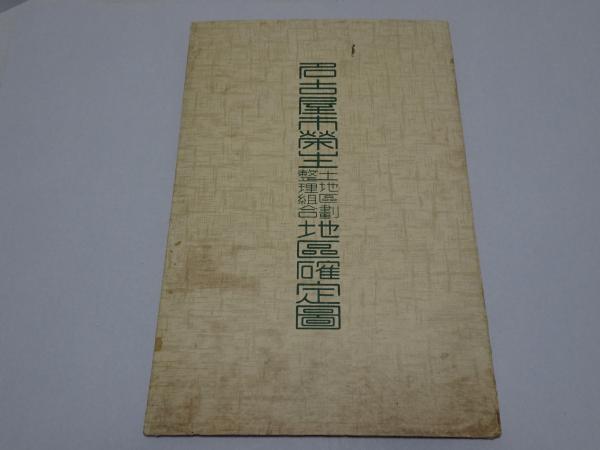 名古屋市榮生
土地區劃
整理組合
地區確定圖